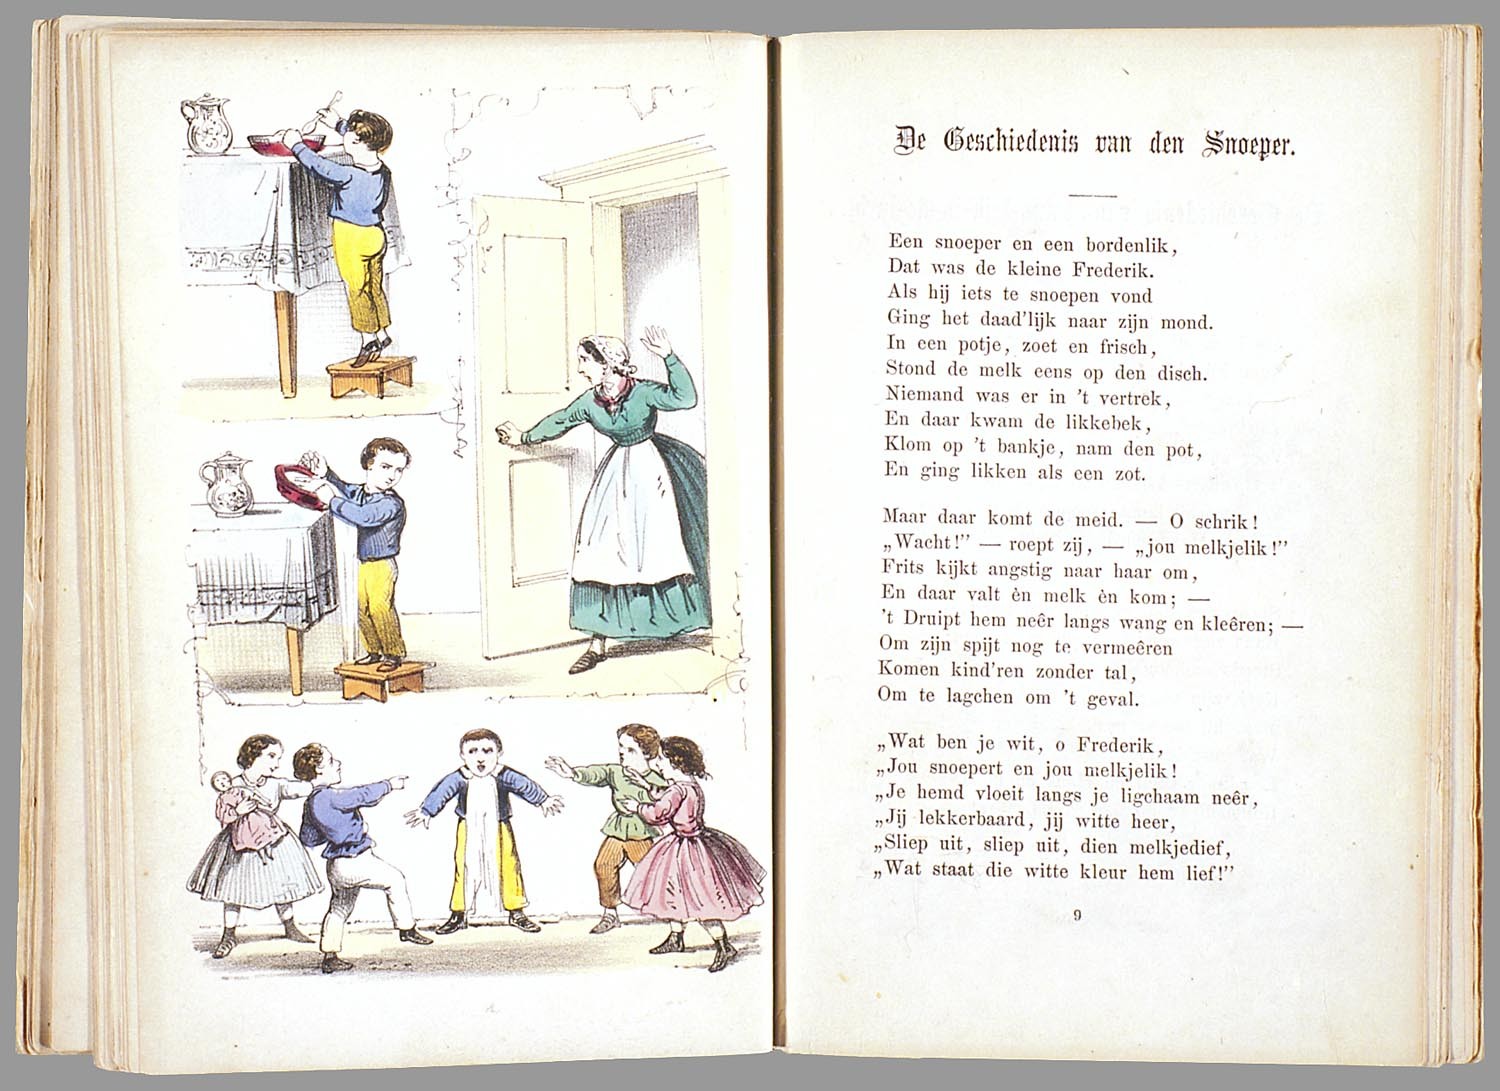 De Geschiedenis van den Snoeper.
Een snoeper en een bordenlik,
Dat was de kleine Frederik.
Als hij iets te snoepen vond
Ging het daad'lijk naar zijn mond.
In een potje, zoet en frisch,
Stond de melk eens op den disch.
Niemand was er in 't vertrek,
En daar kwam de likkebek,
Klom op 't bankje, nam den pot,
En ging likken als een zot.
Maar daar komt de meid. — O schrik!
„Wacht!” — roept zij, — „jou melkjelik!”
Frits kijkt angstig naar haar om,
En daar valt èn melk èn kom; —
't Druipt hem neêr langs wang en kleêren; —
Om zijn spijt nog te vermeêren
Komen kind'ren zonder tal,
Om te lagchen om 't geval.
„Wat ben je wit, o Frederik,
„Jou snoepert en jou melkjelik!
„Je hemd vloeit langs je ligchaam neêr,
„Jij lekkerbaard, jij witte heer,
„Sliep uit, sliep uit, dien melkjedief,
„Wat staat die witte kleur hem lief!”
9